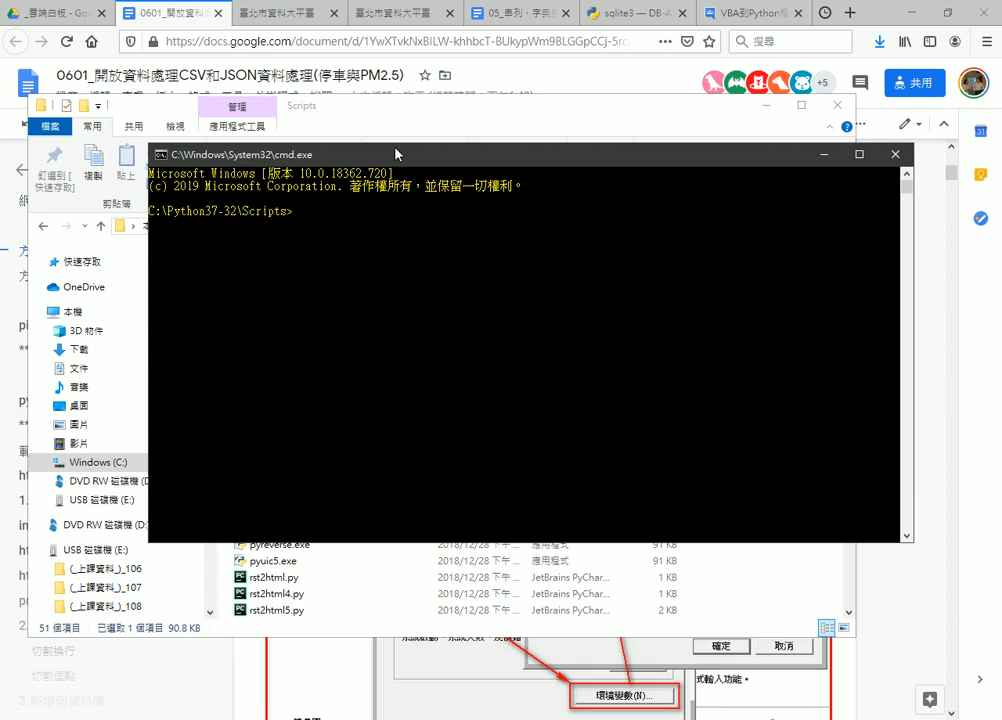 _雲端白板 - Goo
0601_開放資料
臺北市資料大平臺
臺北市資料大平臺
05_串列、字典
sqlite3 — DB-A
VBA到Python程
https://docs.google.com/document/d/1YwXTvkNxBILW-khhbcT-BUkypWm9BLGGpCCj-5rc
搜尋
0601_開放資料處理CSV和JSON資料處理(停車與PM2.5)
+5
共用
管理
Scripts
檔案
常用
共用
檢視
應用程式工具
釘選到 [
快速存取]
複製
貼上
剪貼簿
C:\Windows\System32\cmd.exe
Microsoft Windows [版本 10.0.18362.720]
(c) 2019 Microsoft Corporation. 著作權所有,並保留一切權利。
C:\Python37-32\Scripts>
快速存取
OneDrive
本機
3D 物件
下載
文件
音樂
桌面
圖片
影片
Windows (C:)
DVD RW 磁碟機 (D
USB 磁碟機 (E:)
DVD RW 磁碟機 (D:
USB 磁碟機 (E:)
(_上課資料_)_106
(_上課資料_)_107
(_上課資料_)_108
pyreverse.exe 2018/12/28 下午 ... 應用程式 91 KB
pyuic5.exe 2018/12/28 下午 ... 應用程式 91 KB
rst2html.py 2018/12/28 下午 ... JetBrains PyChar... 1 KB
rst2html4.py 2018/12/28 下午 ... JetBrains PyChar... 1 KB
rst2html5.py 2018/12/28 下午 ... JetBrains PyChar... 2 KB
51 個項目 已選取 1 個項目 90.8 KB
切割換行
切割逗點
3.新增到資料庫
確定
取消
環境變數(N)...
式輸入功能。